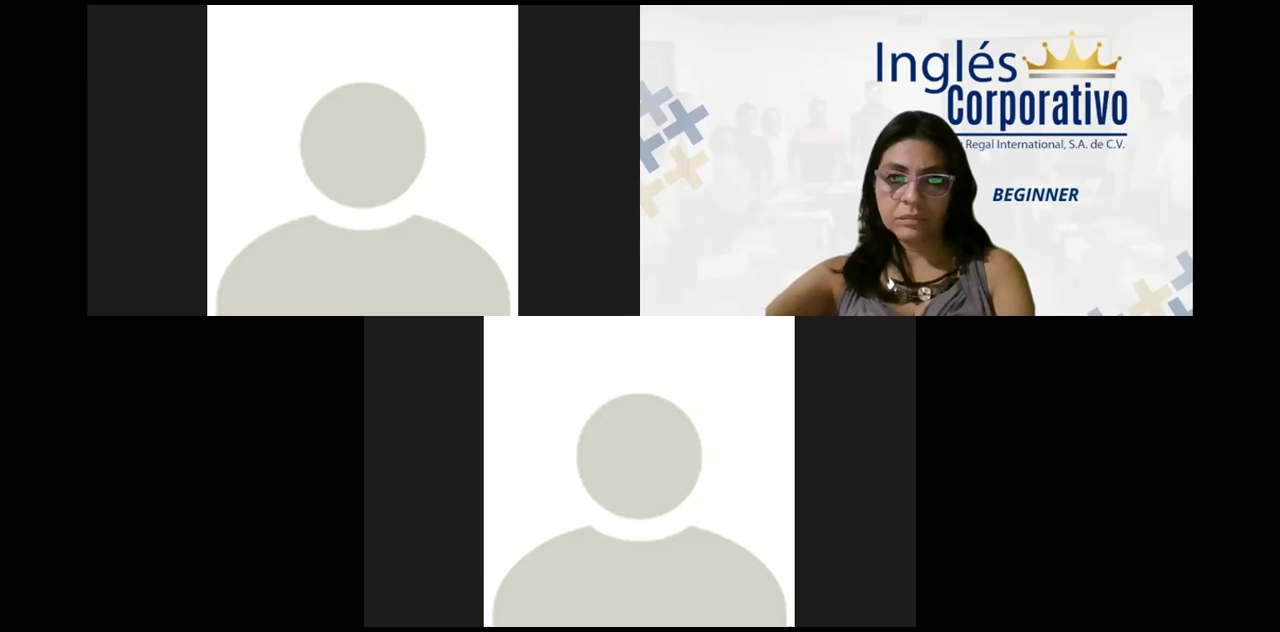 Inglés
Corporativo
Regal International, S.A. de C.V.
BEGINNER